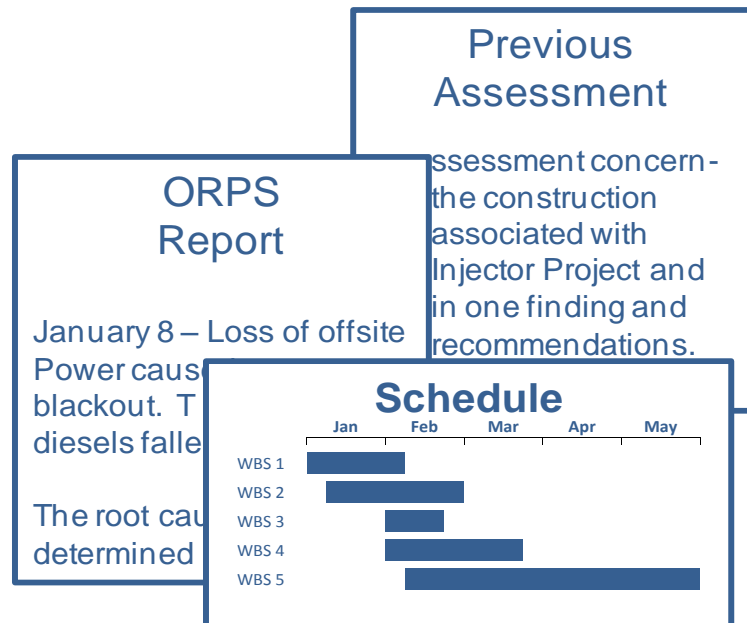 Previous
Assessment
ssessment concern-
the construction
associated with
Injector Project and
in one finding and
recommendations.
ORPS
Report
January 8 – Loss of offsite
Power cause
blackout. T
diesels falle
The root cau
determined
Schedule
Jan Feb Mar Apr May
WBS 1
WBS 2
WBS 3
WBS 4
WBS 5